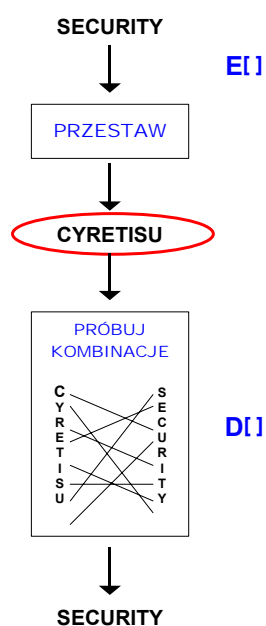 SECURITY
E[ ]
PRZESTAW
CYRETISU
PRÓBUJ
KOMBINACJE
C
Y
R
E
T
I
S
U
S
E
C
U
R
I
T
Y
D[ ]
SECURITY